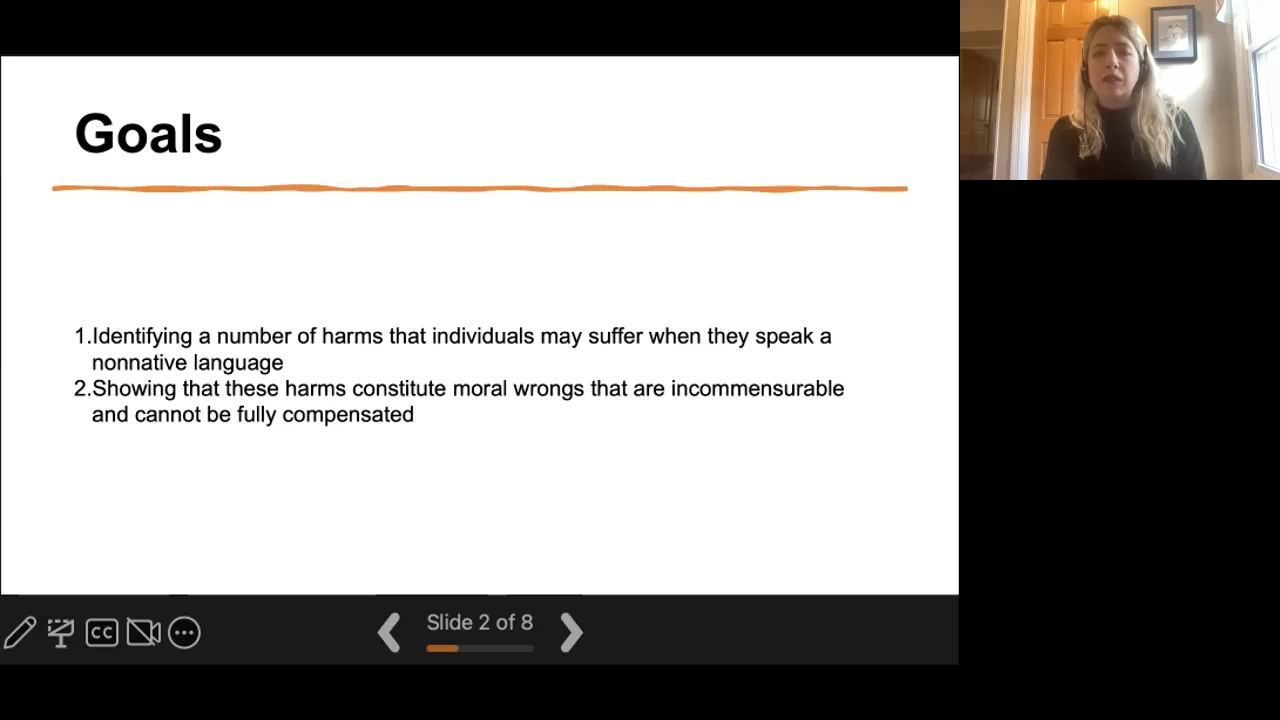 Goals
1.Identifying a number of harms that individuals may suffer when they speak a
nonnative language
2.Showing that these harms constitute moral wrongs that are incommensurable
and cannot be fully compensated
CC
Slide 2 of 8